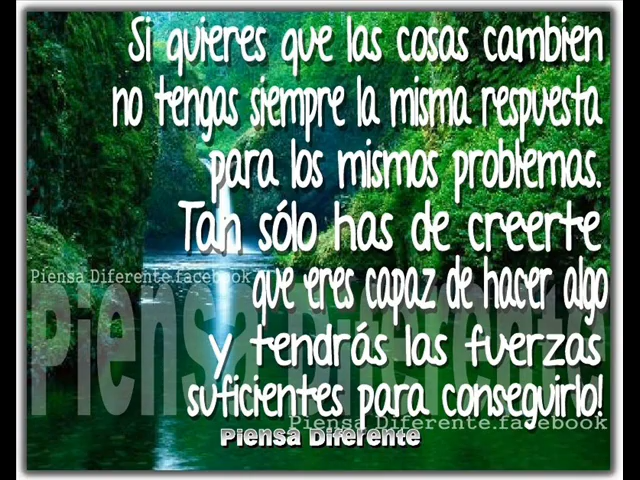 Si quieres que las cosas cambien
no tengas siempre la misma respuesta
para los mismos problemas.
Tan sólo has de creerte
Piensa Diferente.facebook
que eres capaz de hacer algo
Piensa Diferente
y tendrás las fuerzas
suficientes para conseguirlo!
Piensa Diferente.facebook
Piensa Diferente